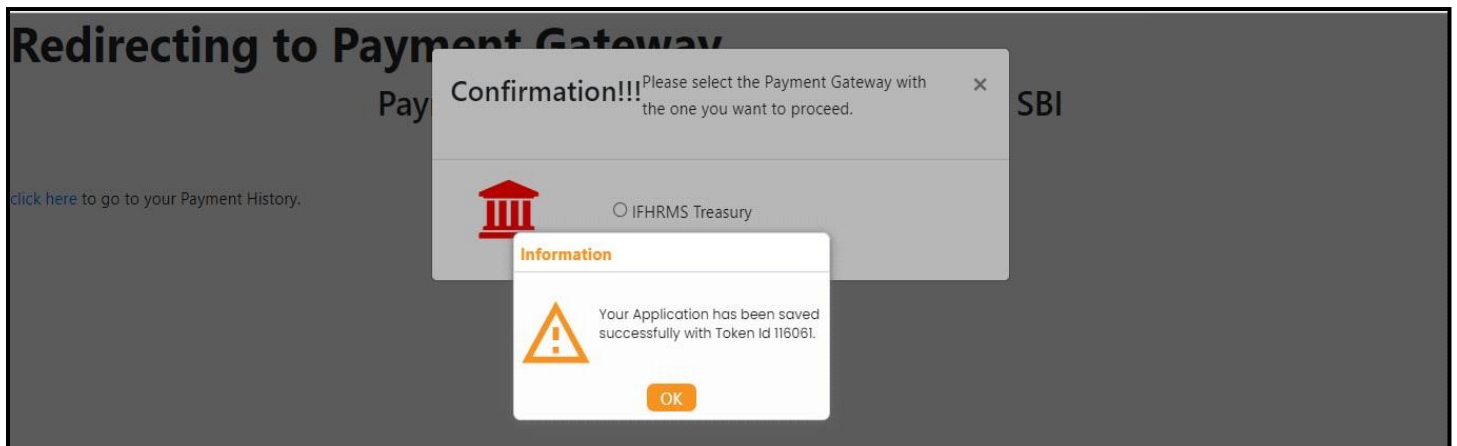 Redirecting to Payment Gateway
Pay
SBI
Confirmation!!!
Please select the Payment Gateway with
the one you want to proceed.
×
click here to go to your Payment History.
IFHRMS Treasury
Information
Your Application has been saved
successfully with Token Id 116061.
OK